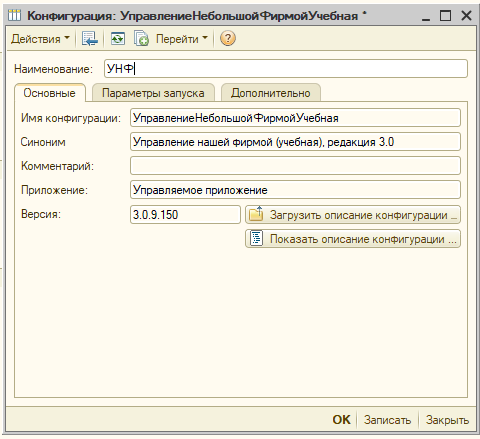 Конфигурация: УправлениеНебольшойФирмойУчебная *
Действия Перейти ?
Наименование: УНФ
Основные Параметры запуска Дополнительно
Имя конфигурации: УправлениеНебольшойФирмойУчебная
Синоним Управление нашей фирмой (учебная), редакция 3.0
Комментарий:
Приложение: Управляемое приложение
Версия: 3.0.9.150 Загрузить описание конфигурации ...
Показать описание конфигурации ...
OK Записать Закрыть